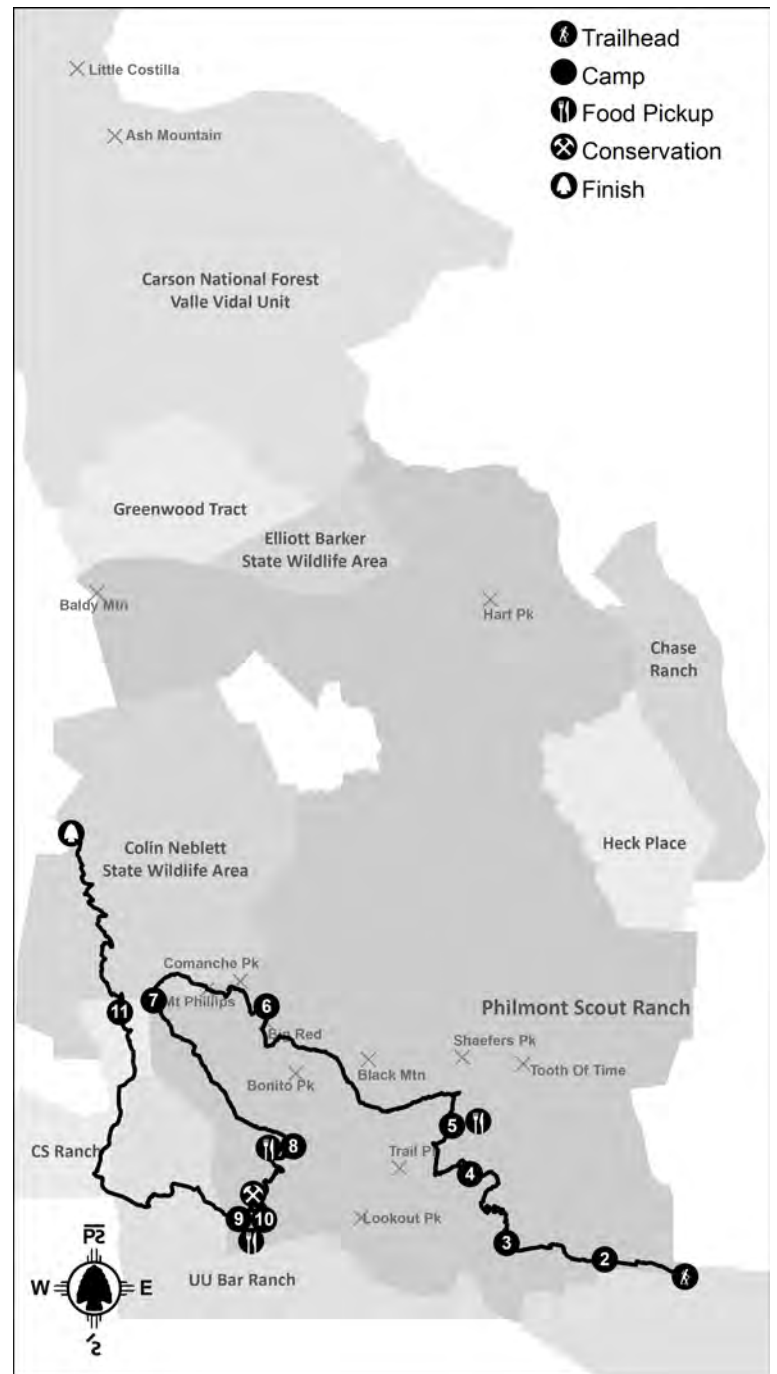 Trailhead
Camp
Food Pickup
Conservation
Finish
Little Costilla
Ash Mountain
Carson National Forest
Valle Vidal Unit
Greenwood Tract
Elliott Barker
State Wildlife Area
Baldy Mtn
Hart Pk
Chase
Ranch
Heck Place
Colin Neblett
State Wildlife Area
Comanche Pk
Mt Phillips
7
6
11
Philmont Scout Ranch
Big Red
Shaefers Pk
Black Mtn
Tooth Of Time
Bonito Pk
5
8
CS Ranch
Trail P
4
9
10
Lookout Pk
3
2
UU Bar Ranch
W
E